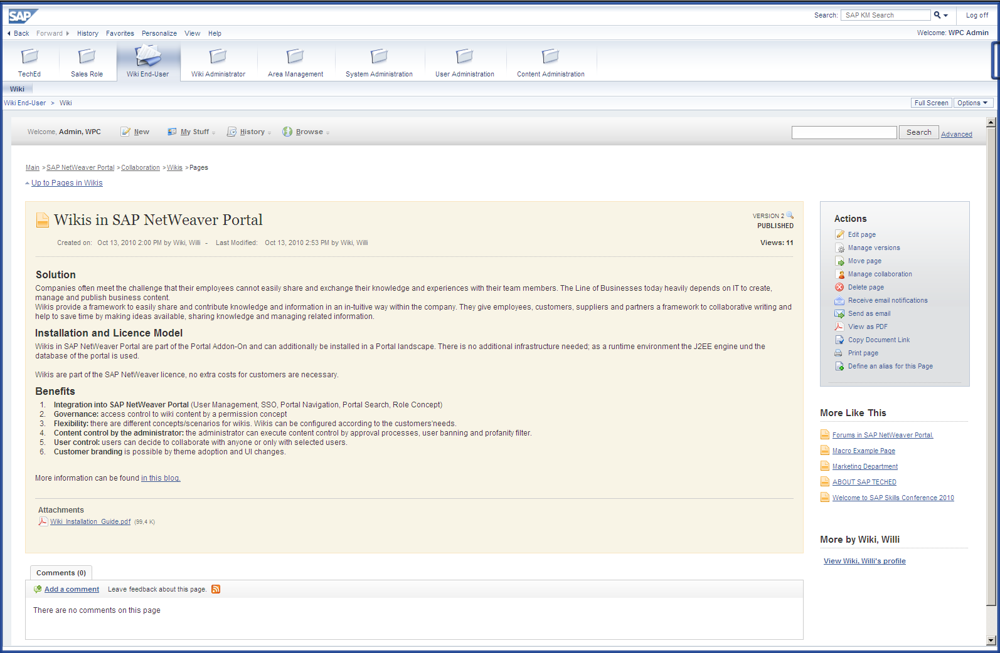 SAP
Search: SAP KM Search
Log off
Back Forward History Favorites Personalize View Help
Welcome: WPC Admin
TechEd
Sales Role
Wiki End-User
Wiki Administrator
Area Management
System Administration
User Administration
Content Administration
Wiki
Wiki End-User > Wiki
Full Screen
Options
Welcome, Admin, WPC
New
My Stuff
History
Browse
Search
Advanced
Main >SAP NetWeaver Portal >Collaboration >Wikis >Pages
Up to Pages in Wikis
Wikis in SAP NetWeaver Portal
VERSION 2
PUBLISHED
Created on: Oct 13, 2010 2:00 PM by Wiki, Willi - Last Modified: Oct 13, 2010 2:53 PM by Wiki, Willi
Views: 11
Solution
Companies often meet the challenge that their employees cannot easily share and exchange their knowledge and experiences with their team members. The Line of Businesses today heavily depends on IT to create,
manage and publish business content.
Wikis provide a framework to easily share and contribute knowledge and information in an in-tuitive way within the company. They give employees, customers, suppliers and partners a framework to collaborative writing and
help to save time by making ideas available, sharing knowledge and managing related information.
Installation and Licence Model
Wikis in SAP NetWeaver Portal are part of the Portal Addon-On and can additionally be installed in a Portal landscape. There is no additional infrastructure needed; as a runtime environment the J2EE engine und the
database of the portal is used.
Wikis are part of the SAP NetWeaver licence, no extra costs for customers are necessary.
Benefits
1. Integration into SAP NetWeaver Portal (User Management, SSO, Portal Navigation, Portal Search, Role Concept)
2. Governance: access control to wiki content by a permission concept
3. Flexibility: there are different concepts/scenarios for wikis. Wikis can be configured according to the customers'needs.
4. Content control by the administrator: the administrator can execute content control by approval processes, user banning and profanity filter.
5. User control: users can decide to collaborate with anyone or only with selected users.
6. Customer branding is possible by theme adoption and UI changes.
More information can be found in this blog.
Attachments
Wiki_Installation_Guide.pdf (99,4 K)
Comments (0)
Add a comment Leave feedback about this page.
There are no comments on this page
Actions
Edit page
Manage versions
Move page
Manage collaboration
Delete page
Receive email notifications
Send as email
View as PDF
Copy Document Link
Print page
Define an alias for this Page
More Like This
Forums in SAP NetWeaver Portal.
Macro Example Page
Marketing Department
ABOUT SAP TECHED
Welcome to SAP Skills Conference 2010
More by Wiki, Willi
View Wiki, Willi's profile